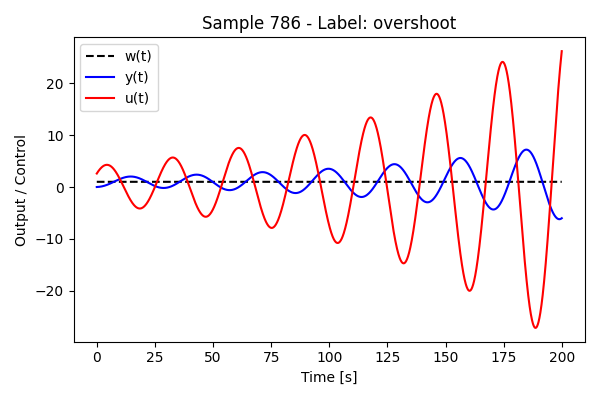 Sample 786 - Label: overshoot
w(t)
y(t)
u(t)
Output / Control
20
10
0
−10
−20
0
25
50
75
100
125
150
175
200
Time [s]